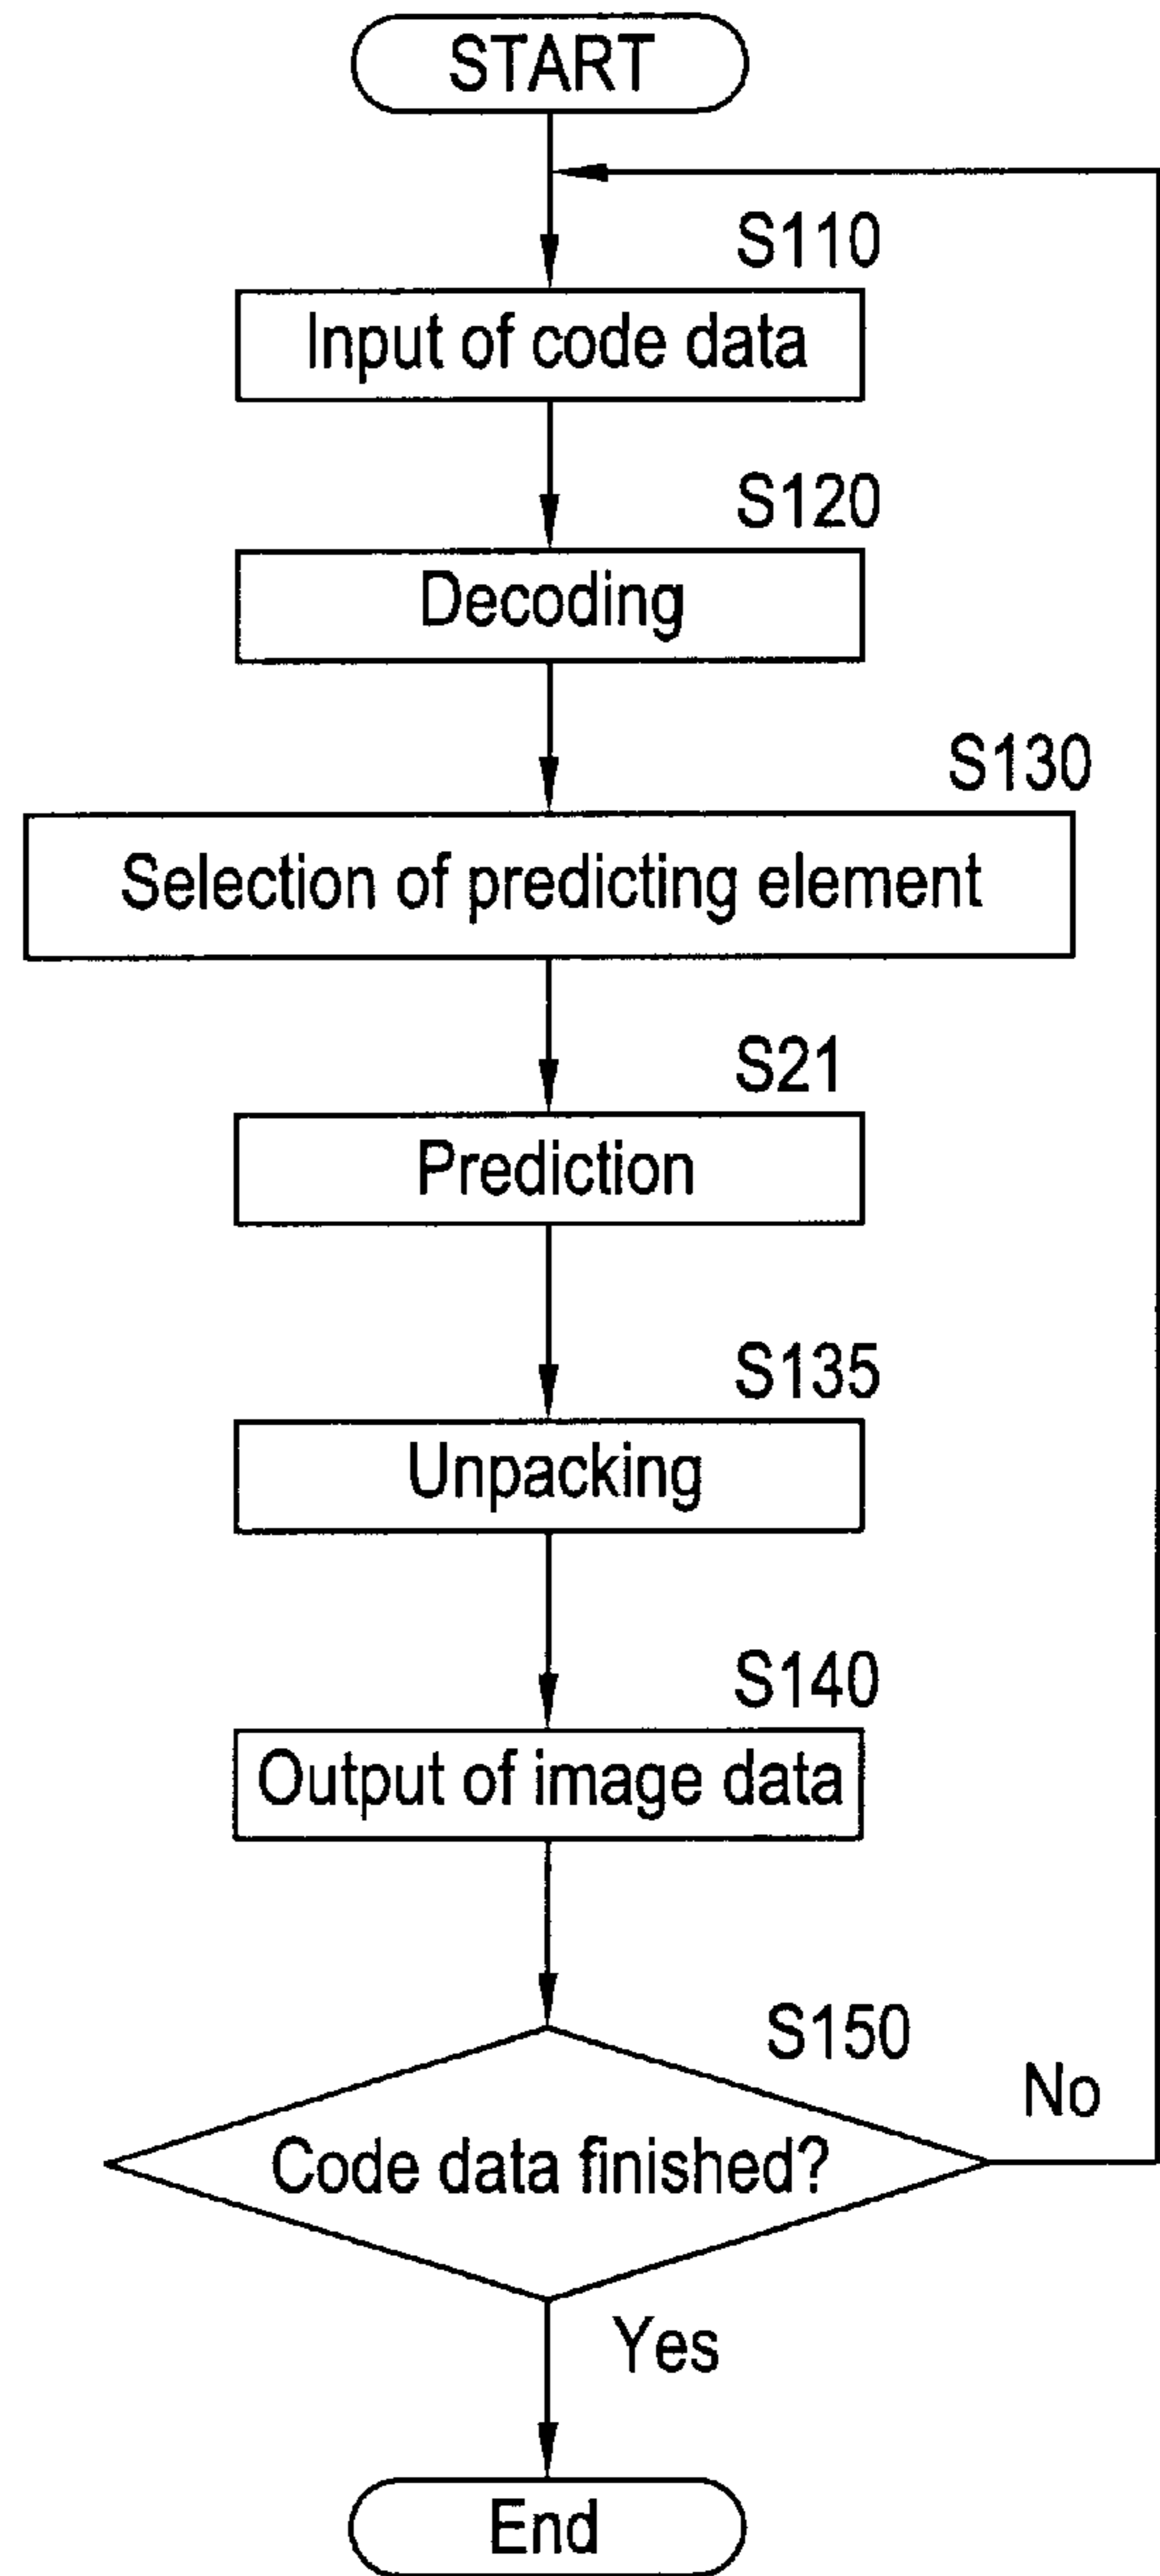 START
S110
Input of code data
S120
Decoding
S130
Selection of predicting element
S21
Prediction
S135
Unpacking
S140
Output of image data
S150
No
Code data finished?
Yes
End